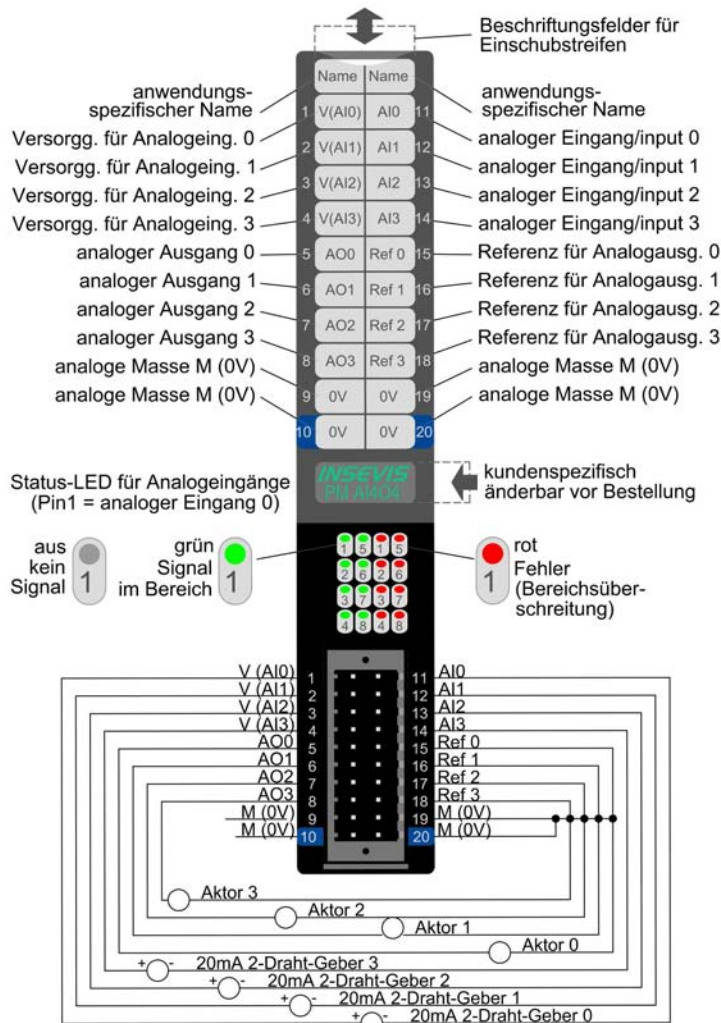 Beschriftungsfelder für
Einschubstreifen
Name Name
anwendungs-
spezifischer Name
anwendungs-
spezifischer Name
1 V(AI0) AI0 11
Versorgg. für Analogeing. 0
analoger Eingang/input 0
2 V(AI1) AI1 12
Versorgg. für Analogeing. 1
analoger Eingang/input 1
3 V(AI2) AI2 13
Versorgg. für Analogeing. 2
analoger Eingang/input 2
4 V(AI3) AI3 14
Versorgg. für Analogeing. 3
analoger Eingang/input 3
5 AO0 Ref 0 15
analoger Ausgang 0
Referenz für Analogausg. 0
6 AO1 Ref 1 16
analoger Ausgang 1
Referenz für Analogausg. 1
7 AO2 Ref 2 17
analoger Ausgang 2
Referenz für Analogausg. 2
8 AO3 Ref 3 18
analoger Ausgang 3
Referenz für Analogausg. 3
9 0V 0V 19
analoge Masse M (0V)
analoge Masse M (0V)
10 0V 0V 20
analoge Masse M (0V)
analoge Masse M (0V)
INSEVIS
PM AI4O4
kundenspezifisch
änderbar vor Bestellung
Status-LED für Analogeingänge
(Pin1 = analoger Eingang 0)
aus
kein
Signal
1
grün
Signal
im Bereich
1
1 5 1 5
2 6 2 6
3 7 3 7
4 8 4 8
1
rot
Fehler
(Bereichsüber-
schreitung)
V (AI0) 1 11 AI0
V (AI1) 2 12 AI1
V (AI2) 3 13 AI2
V (AI3) 4 14 AI3
AO0 5 15 Ref 0
AO1 6 16 Ref 1
AO2 7 17 Ref 2
AO3 8 18 Ref 3
M (0V) 9 19 M (0V)
M (0V) 10 20 M (0V)
Aktor 3
Aktor 2
Aktor 1
Aktor 0
+ - 20mA 2-Draht-Geber 3
+ - 20mA 2-Draht-Geber 2
+ - 20mA 2-Draht-Geber 1
+ - 20mA 2-Draht-Geber 0